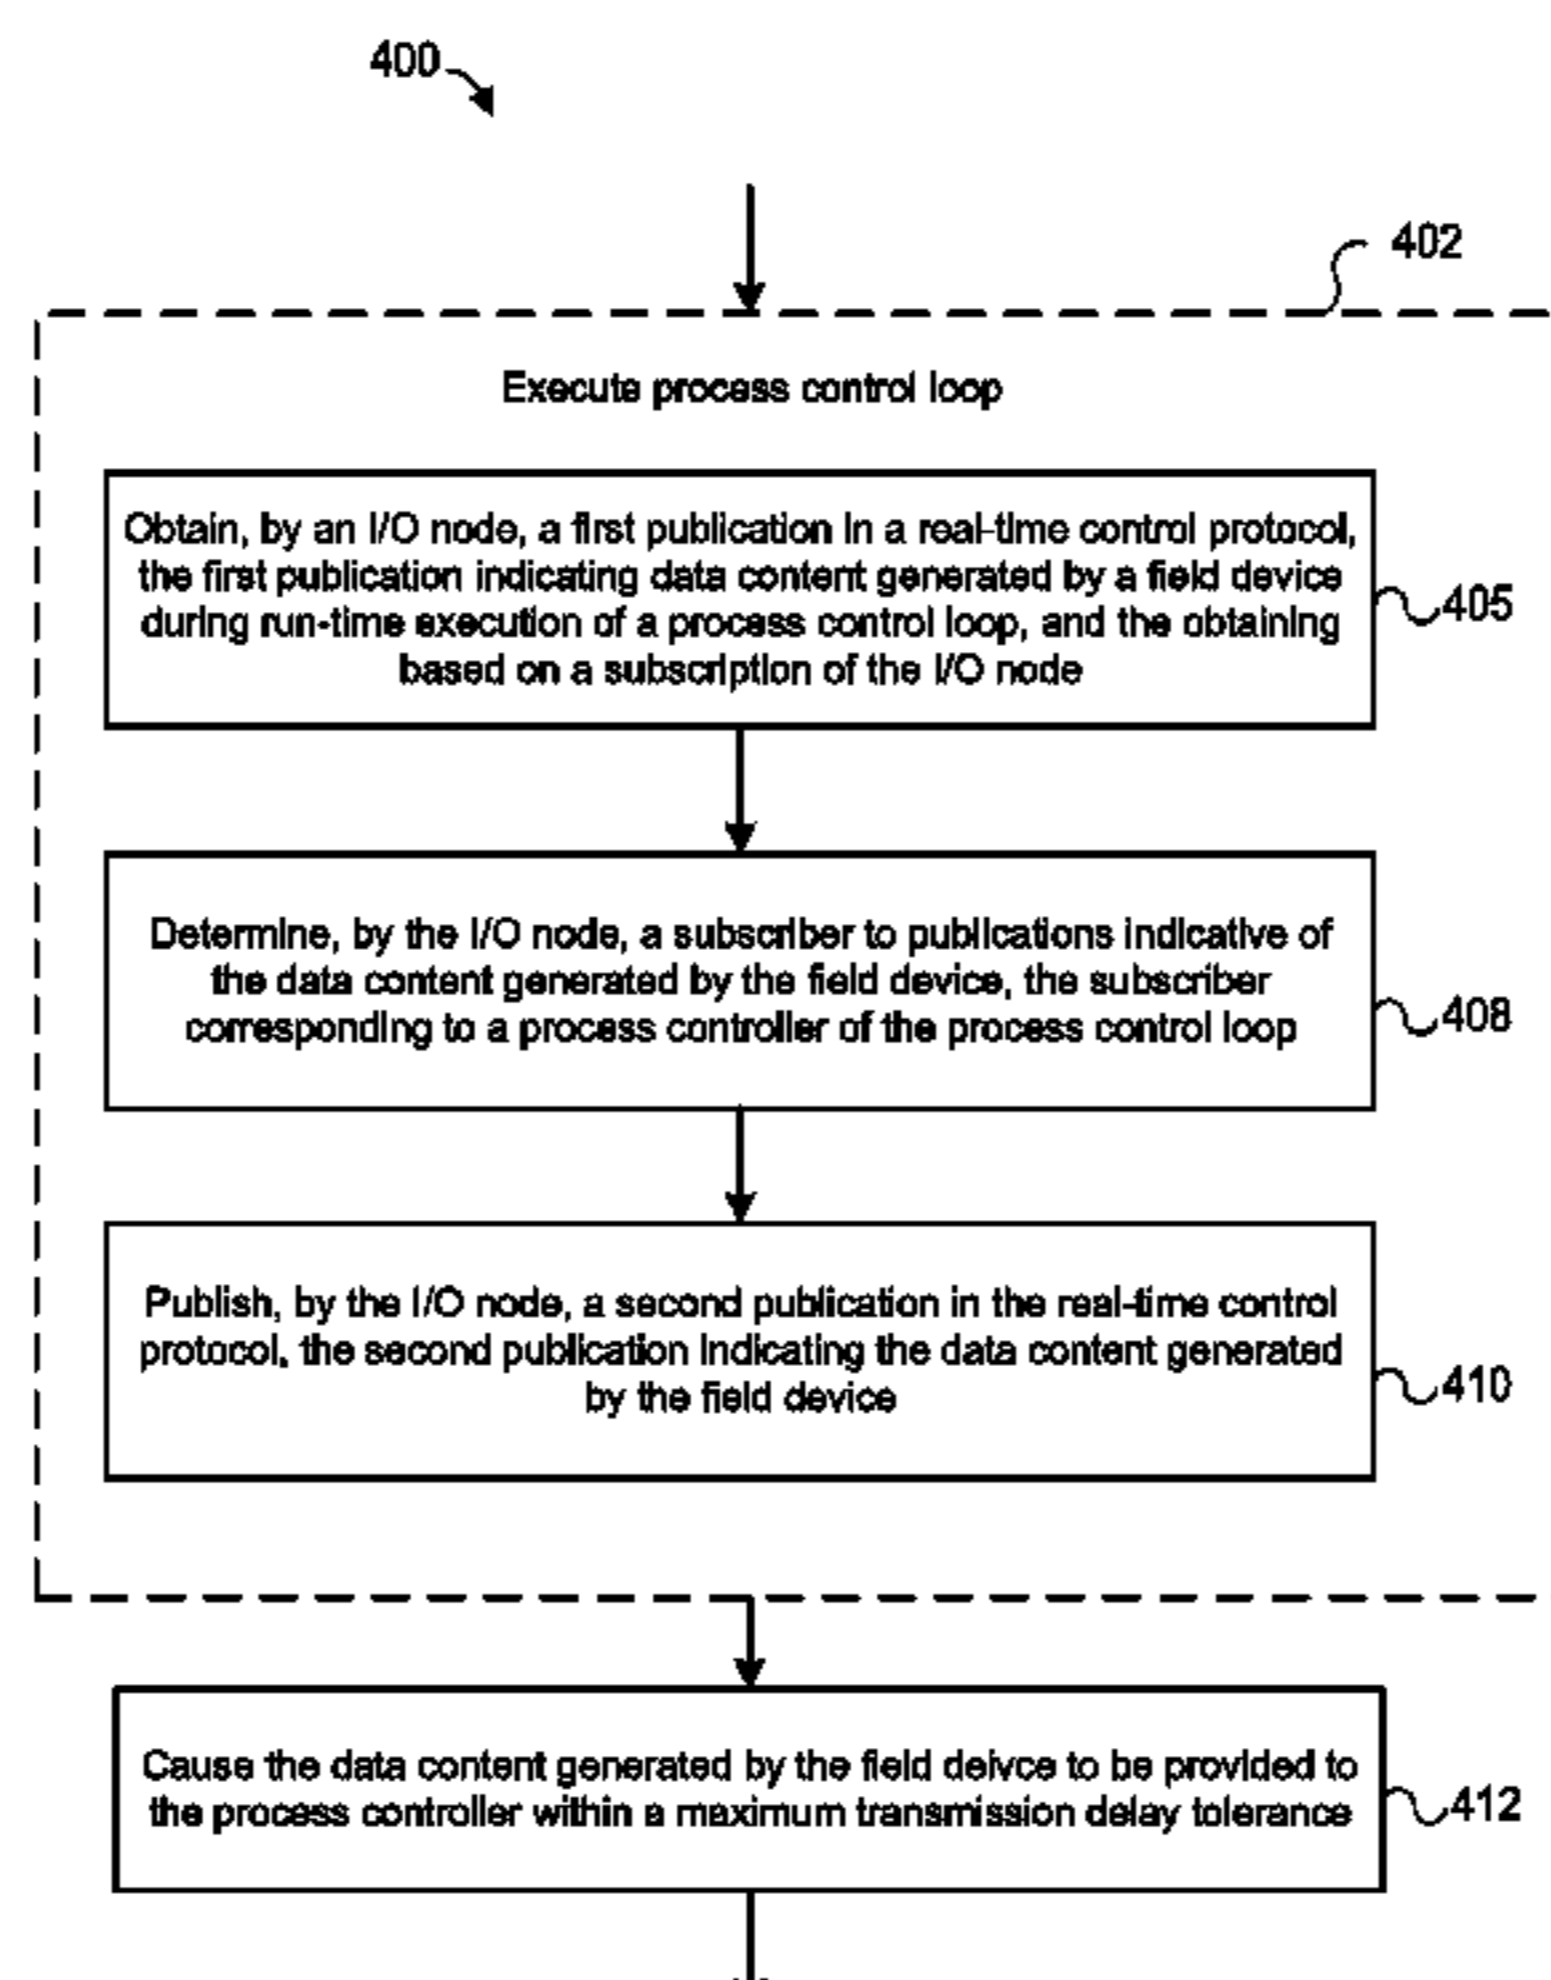 400
402
Execute process control loop
Obtain, by an I/O node, a first publication in a real-time control protocol,
the first publication indicating data content generated by a field device
during run-time execution of a process control loop, and the obtaining
based on a subscription of the I/O node
405
Determine, by the I/O node, a subscriber to publications indicative of
the data content generated by the field device, the subscriber
corresponding to a process controller of the process control loop
408
Publish, by the I/O node, a second publication in the real-time control
protocol, the second publication indicating the data content generated
by the field device
410
Cause the data content generated by the field deivce to be provided to
the process controller within a maximum transmission delay tolerance
412